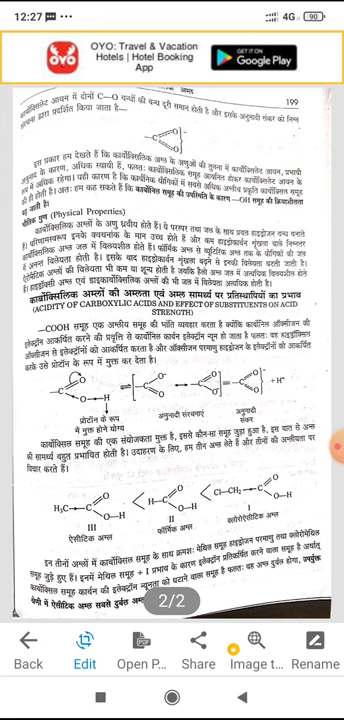 12:27
4G 90
OYO: Travel & Vacation
Hotels | Hotel Booking
App
OYO
GET IT ON
Google Play
199
कार्बोक्सिलेट आयन में दोनों C—O बन्धों की बन्ध दूरी समान होती है और इसके अनुनादी संकर को निम्न
संरचना द्वारा प्रदर्शित किया जाता है—
इस प्रकार हम देखते हैं कि कार्बोक्सिलिक अम्ल के अणुओं की तुलना में कार्बोक्सिलेट आयन, प्रभावी
अनुनाद के कारण, अधिक स्थायी हैं, फलतः कार्बोक्सिलिक समूह आयनित होकर कार्बोक्सिलेट आयन के
रूप में अधिक रहेगा। यही कारण है कि कार्बनिक यौगिकों में सबसे अधिक अम्लीय प्रकृति कार्बोक्सिल समूह
की ही होती है। अतः हम कह सकते हैं कि कार्बोनिल समूह की उपस्थिति के कारण —OH समूह की क्रियाशीलता
बढ़ जाती है।
भौतिक गुण (Physical Properties)
कार्बोक्सिलिक अम्लों के अणु ध्रुवीय होते हैं। ये परस्पर तथा जल के साथ प्रबल हाइड्रोजन बन्ध बनाते
हैं। परिणामस्वरूप इनके क्वथनांक के मान उच्च होते हैं और कम हाइड्रोकार्बन शृंखला वाले निम्नतर
कार्बोक्सिलिक अम्ल जल में विलयशील होते हैं। फॉर्मिक अम्ल से ब्यूटिरिक अम्ल तक के यौगिकों की जल
में अनन्त विलेयता होती है। इसके बाद हाइड्रोकार्बन शृंखला बढ़ने से इनकी विलेयता घटती जाती है।
ऐरोमैटिक अम्लों की विलेयता भी कम या शून्य होती है जबकि हैलो अम्ल जल में अत्यधिक विलयशील होते
हैं। हाइड्रॉक्सी अम्ल एवं डाइकार्बोक्सिलिक अम्लों की भी जल में विलेयता अत्यधिक होती है।
कार्बोक्सिलिक अम्लों की अम्लता एवं अम्ल सामर्थ्य पर प्रतिस्थापियों का प्रभाव
(ACIDITY OF CARBOXYLIC ACIDS AND EFFECT OF SUBSTITUENTS ON ACID
STRENGTH)
—COOH समूह एक अम्लीय समूह की भांति व्यवहार करता है क्योंकि कार्बोनिल ऑक्सीजन की
इलेक्ट्रॉन आकर्षित करने की प्रवृत्ति से कार्बोनिल कार्बन इलेक्ट्रॉन न्यून हो जाता है फलतः वह हाइड्रॉक्सिल
ऑक्सीजन से इलेक्ट्रॉनों को आकर्षित करता है और ऑक्सीजन परमाणु हाइड्रोजन के इलेक्ट्रॉनों को आकर्षित
करके उसे प्रोटॉन के रूप में मुक्त कर देता है।
+ H⁺
प्रोटॉन के रूप
में मुक्त होने योग्य
अनुनादी संरचनाएं
अनुनादी
संकर
कार्बोक्सिल समूह की एक संयोजकता मुक्त है, इससे कौन-सा समूह जुड़ा हुआ है, इस बात से अम्ल
की सामर्थ्य बहुत प्रभावित होती है। उदाहरण के लिए, हम तीन अम्ल लेते हैं और तीनों की अम्लीयता पर
विचार करते हैं।
H₃C→C O O—H < H—C O O—H < Cl—CH₂←C O O—H
III
ऐसीटिक अम्ल
II
फॉर्मिक अम्ल
I
क्लोरोऐसीटिक अम्ल
इन तीनों अम्लों में कार्बोक्सिल समूह के साथ क्रमशः मेथिल समूह हाइड्रोजन परमाणु तथा क्लोरोमेथिल
समूह जुड़े हुए हैं। इनमें मेथिल समूह + I प्रभाव के कारण इलेक्ट्रॉन प्रतिकर्षित करने वाला समूह है अर्थात्
कार्बोक्सिल समूह कार्बन की इलेक्ट्रॉन न्यूनता को घटाने वाला समूह है फलतः वह अम्ल दुर्बल होगा, उपर्युक्त
श्रेणी में ऐसीटिक अम्ल सबसे दुर्बल अम्ल
2/2
Back
Edit
PDF
Open P...
Share
Image t...
Rename